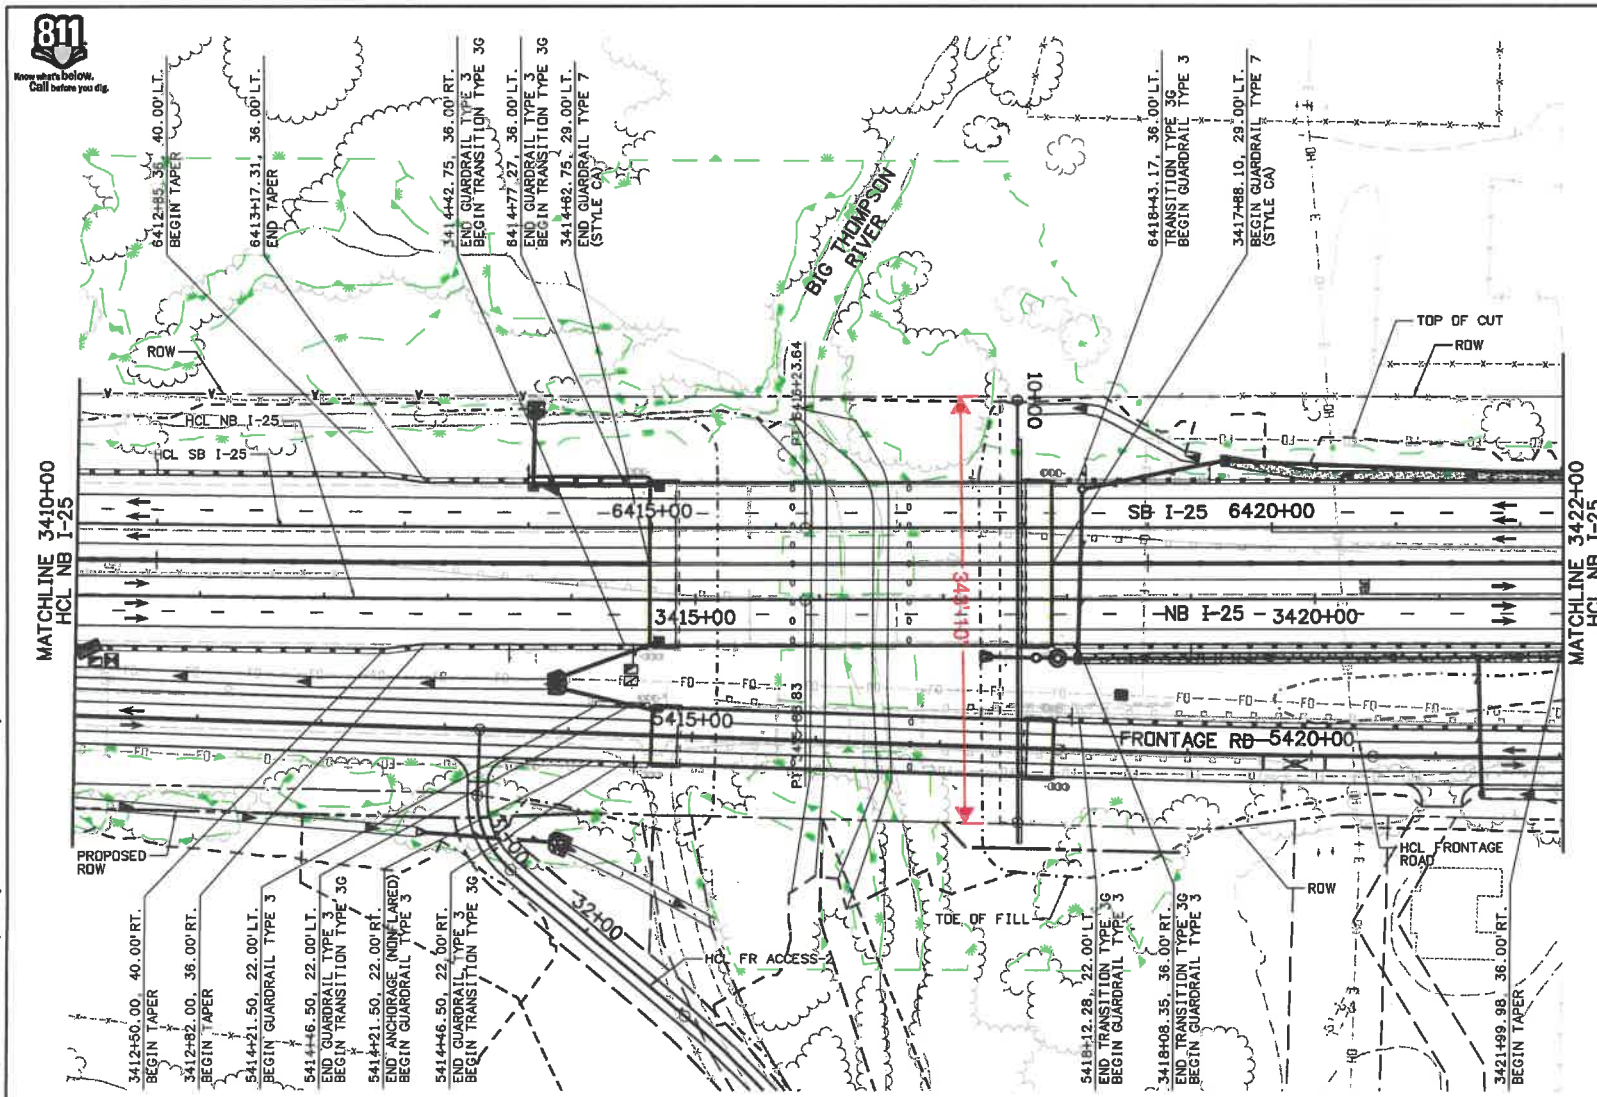 811
Know what's below.
Call before you dig.
6412+85.36, 40.00'LT.
BEGIN TAPER
6413+17.31, 36.00'LT.
END TAPER
3414+42.75, 36.00'RT.
END GUARDRAIL TYPE 3
BEGIN TRANSITION TYPE 3G
6414+77.27, 36.00'LT.
END GUARDRAIL TYPE 3
BEGIN TRANSITION TYPE 3G
3414+62.75, 29.00'LT.
END GUARDRAIL TYPE 7
(STYLE CA)
BIG THOMPSON
RIVER
6418+43.17, 36.00'LT.
TRANSITION TYPE 3G
BEGIN GUARDRAIL TYPE 3
3417+88.10, 29.00'LT.
BEGIN GUARDRAIL TYPE 7
(STYLE CA)
TOP OF CUT
ROW
ROW
HCL NB I-25
HCL SB I-25
10+00
MATCHLINE 3410+00
HCL NB I-25
6415+00
SB I-25 6420+00
3415+00
NB I-25 3420+00
MATCHLINE 3422+00
HCL NB I-25
5415+00
FRONTAGE RD 5420+00
PROPOSED
ROW
32+00
HCL FR ACCESS-2
TOE OF FILL
ROW
HCL FRONTAGE
ROAD
3412+50.00, 40.00'RT.
BEGIN TAPER
3412+82.00, 36.00'RT.
BEGIN TAPER
5414+21.50, 22.00'LT.
BEGIN GUARDRAIL TYPE 3
5414+46.50, 22.00'LT.
END GUARDRAIL TYPE 3
BEGIN TRANSITION TYPE 3G
5414+21.50, 22.00'RT.
END ANCHORAGE (NONFLARED)
BEGIN GUARDRAIL TYPE 3
5414+46.50, 22.00'RT.
END GUARDRAIL TYPE 3
BEGIN TRANSITION TYPE 3G
5418+12.28, 22.00'LT
END TRANSITION TYPE 3G
BEGIN GUARDRAIL TYPE 3
3418+08.35, 36.00'RT.
END TRANSITION TYPE 3G
BEGIN GUARDRAIL TYPE 3
3421+99.98, 36.00'RT.
BEGIN TAPER